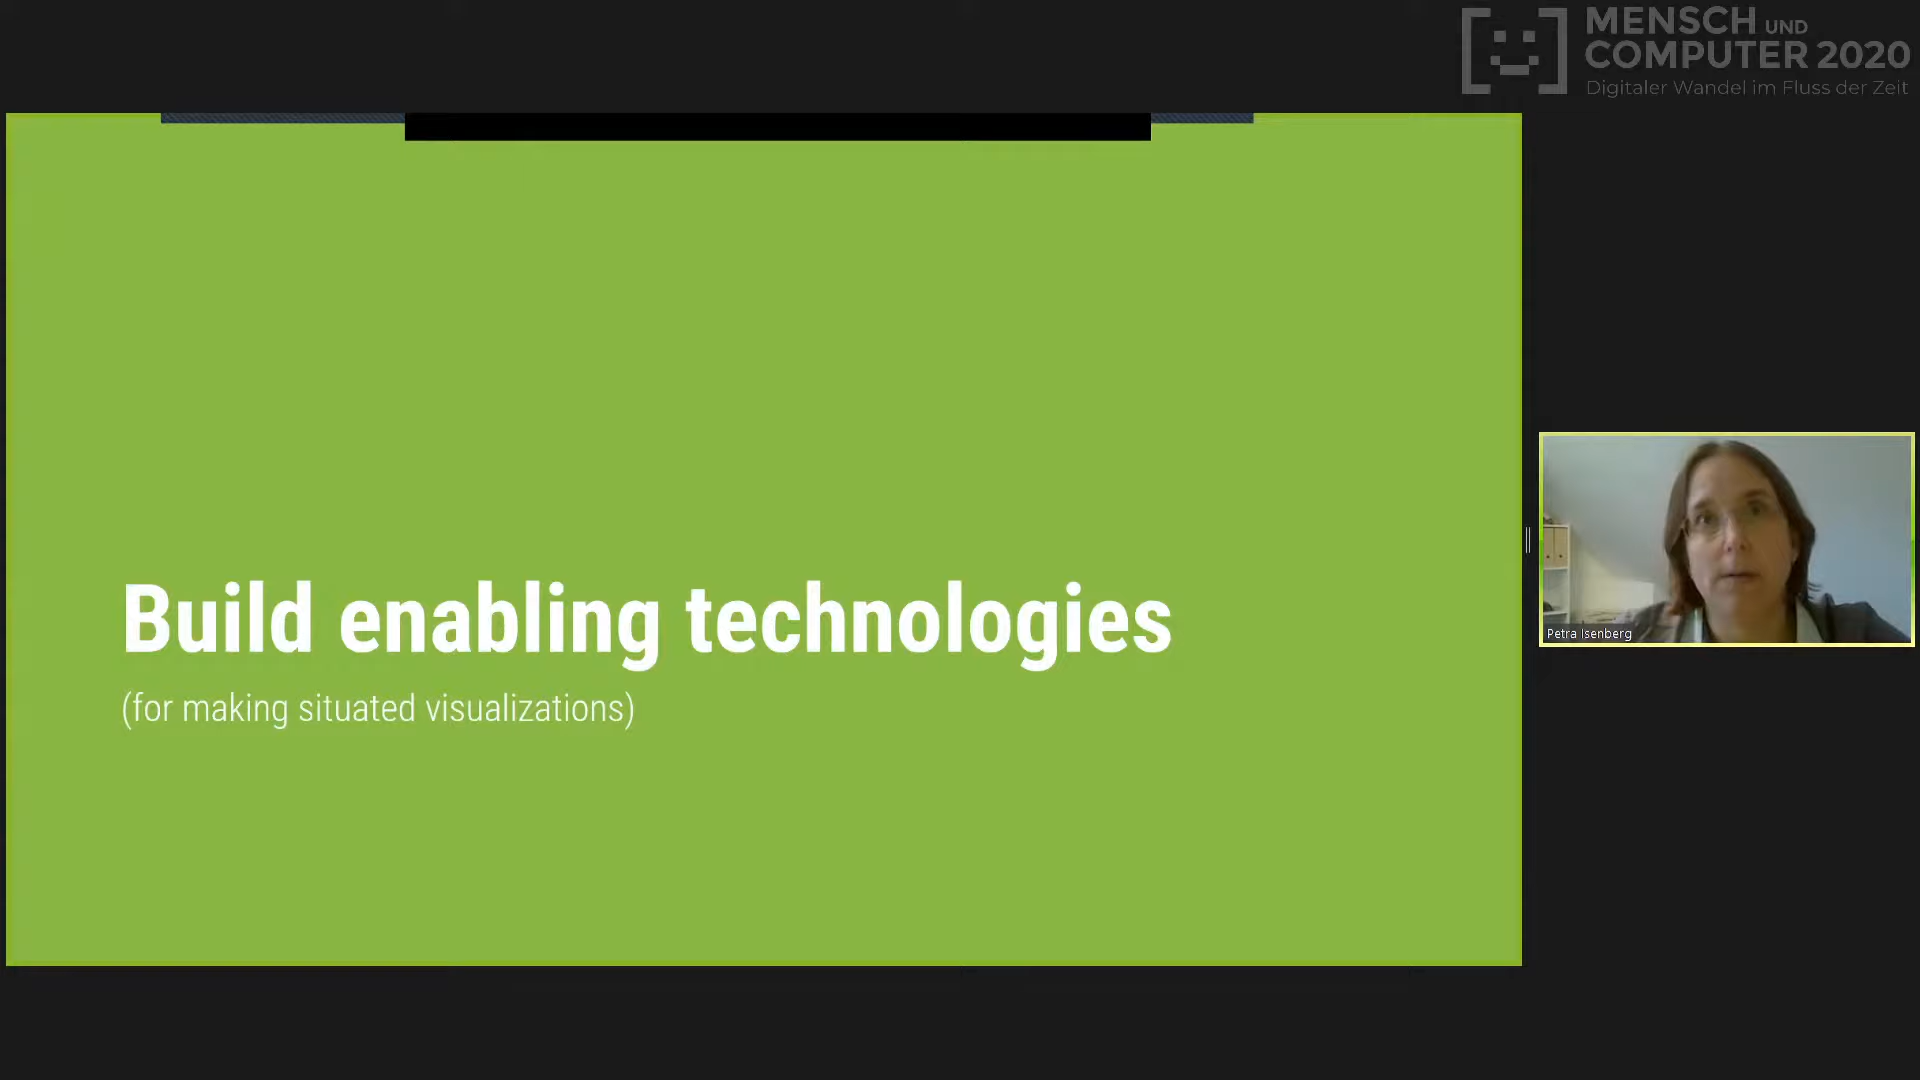 MENSCH UND
COMPUTER 2020
Digitaler Wandel im Fluss der Zeit
Build enabling technologies
(for making situated visualizations)
Petra Isenberg